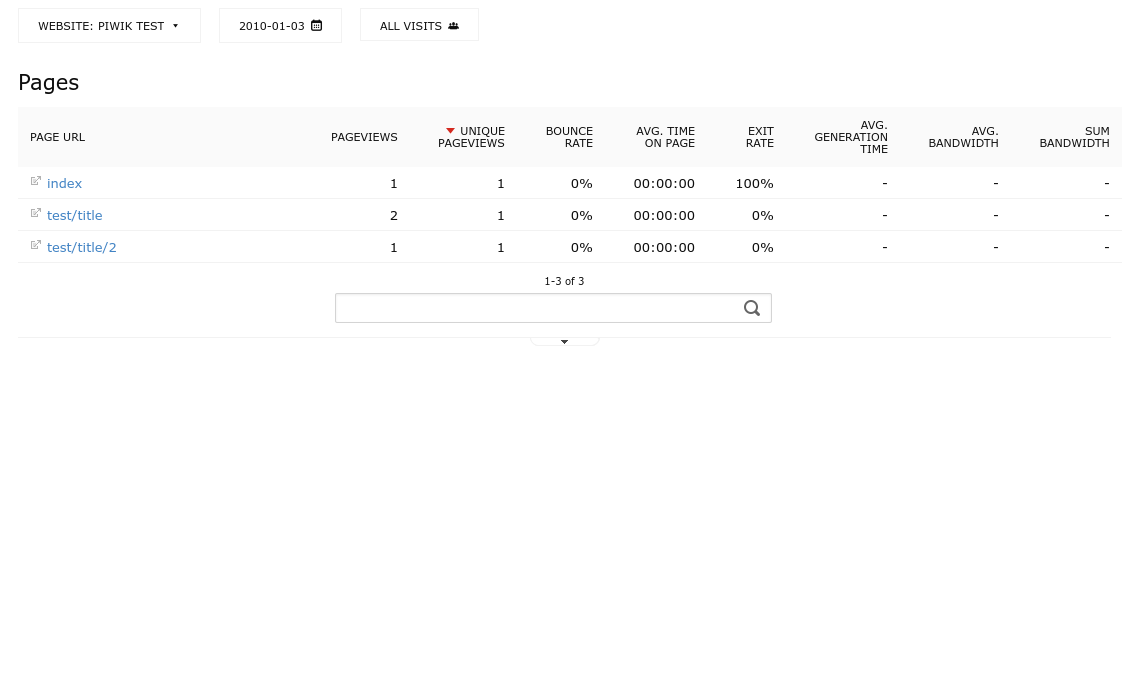 WEBSITE: PIWIK TEST 2010-01-03 ALL VISITS
Pages
PAGE URL PAGEVIEWS UNIQUE PAGEVIEWS BOUNCE RATE AVG. TIME ON PAGE EXIT RATE AVG. GENERATION TIME AVG. BANDWIDTH SUM BANDWIDTH
index 1 1 0% 00:00:00 100% - - -
test/title 2 1 0% 00:00:00 0% - - -
test/title/2 1 1 0% 00:00:00 0% - - -
1-3 of 3